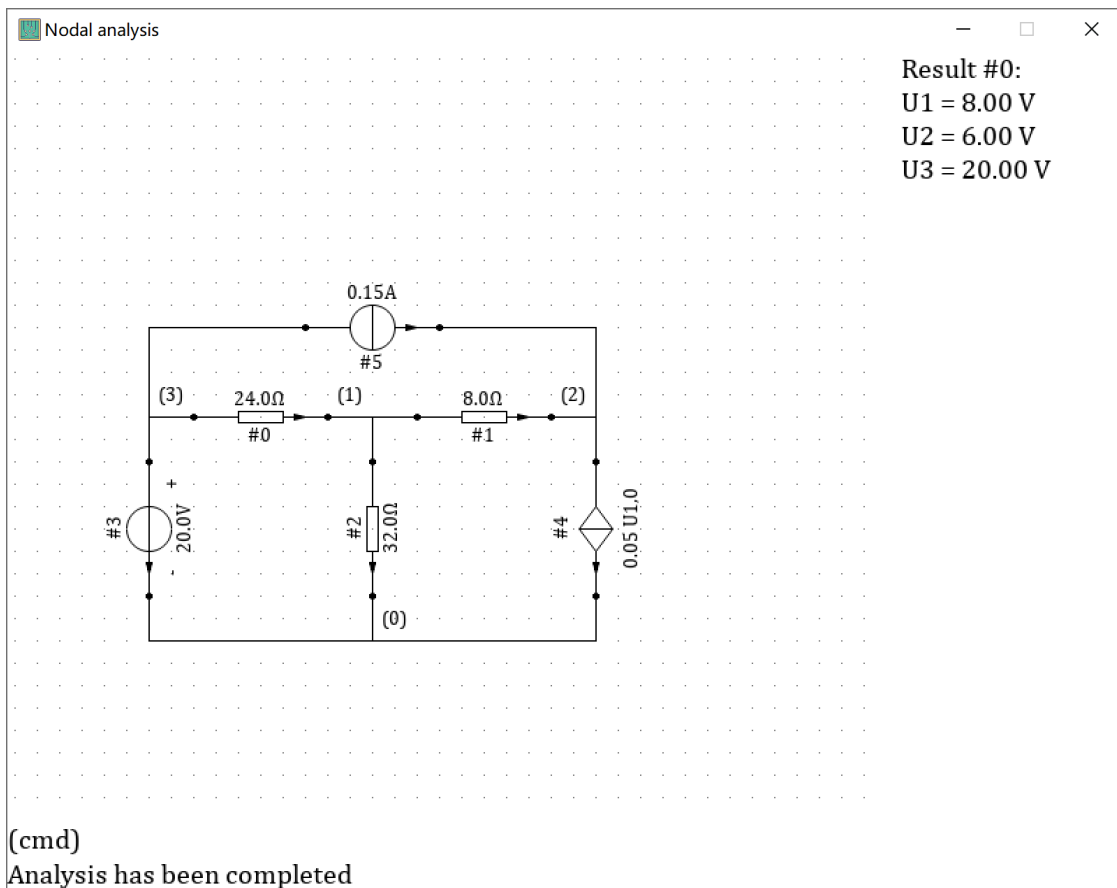 Nodal analysis
Result #0:
U1 = 8.00 V
U2 = 6.00 V
U3 = 20.00 V
0.15A
#5
(3)
24.0Ω
#0
(1)
8.0Ω
#1
(2)
#3
+
20.0V
-
#2
32.0Ω
#4
0.05 U1,0
(0)
(cmd)
Analysis has been completed